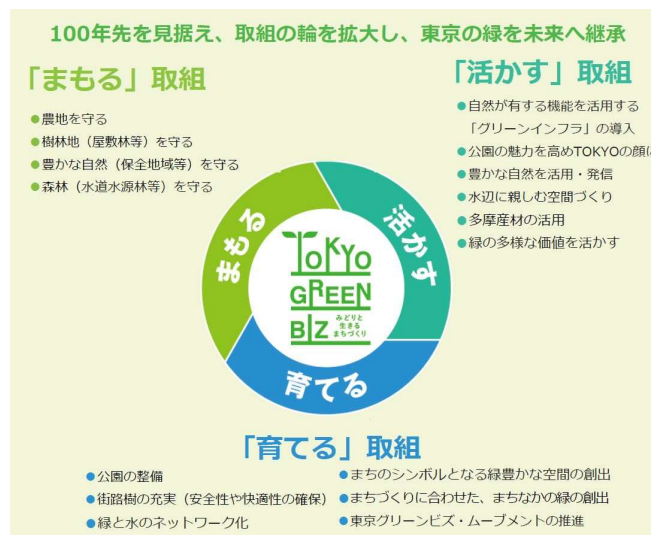 100年先を見据え、取組の輪を拡大し、東京の緑を未来へ継承
「まもる」取組
●農地を守る
●樹林地（屋敷林等）を守る
●豊かな自然（保全地域等）を守る
●森林（水道水源林等）を守る
「活かす」取組
●自然が有する機能を活用する
「グリーンインフラ」の導入
●公園の魅力を高めTOKYOの顔に
●豊かな自然を活用・発信
●水辺に親しむ空間づくり
●多摩産材の活用
●緑の多様な価値を活かす
まもる
活かす
育てる
TOKYO
GREEN
BIZ
みどりと
生きる
まちづくり
「育てる」取組
●公園の整備
●街路樹の充実（安全性や快適性の確保）
●緑と水のネットワーク化
●まちのシンボルとなる緑豊かな空間の創出
●まちづくりに合わせた、まちなかの緑の創出
●東京グリーンビズ・ムーブメントの推進